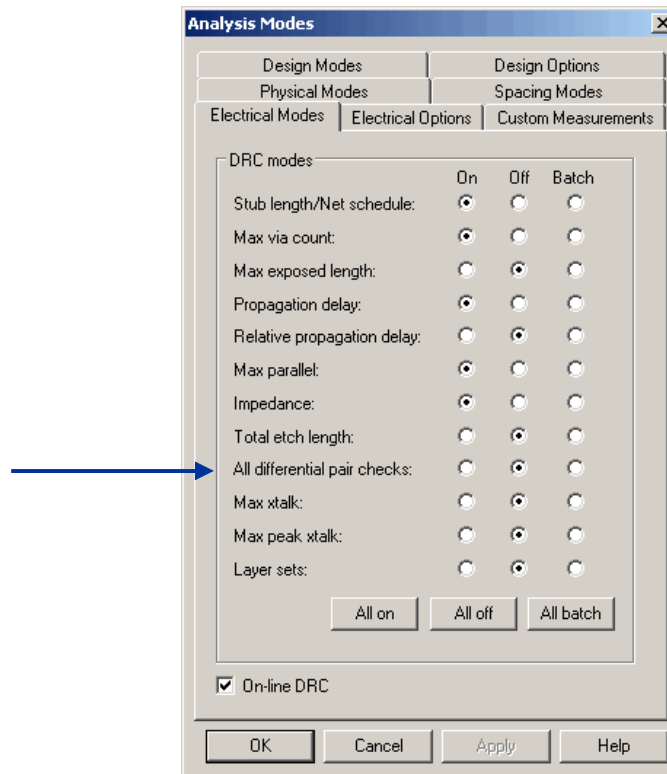 Analysis Modes
Design Modes Design Options
Physical Modes Spacing Modes
Electrical Modes Electrical Options Custom Measurements
DRC modes
On Off Batch
Stub length/Net schedule:
Max via count:
Max exposed length:
Propagation delay:
Relative propagation delay:
Max parallel:
Impedance:
Total etch length:
All differential pair checks:
Max xtalk:
Max peak xtalk:
Layer sets:
All on All off All batch
On-line DRC
OK Cancel Apply Help